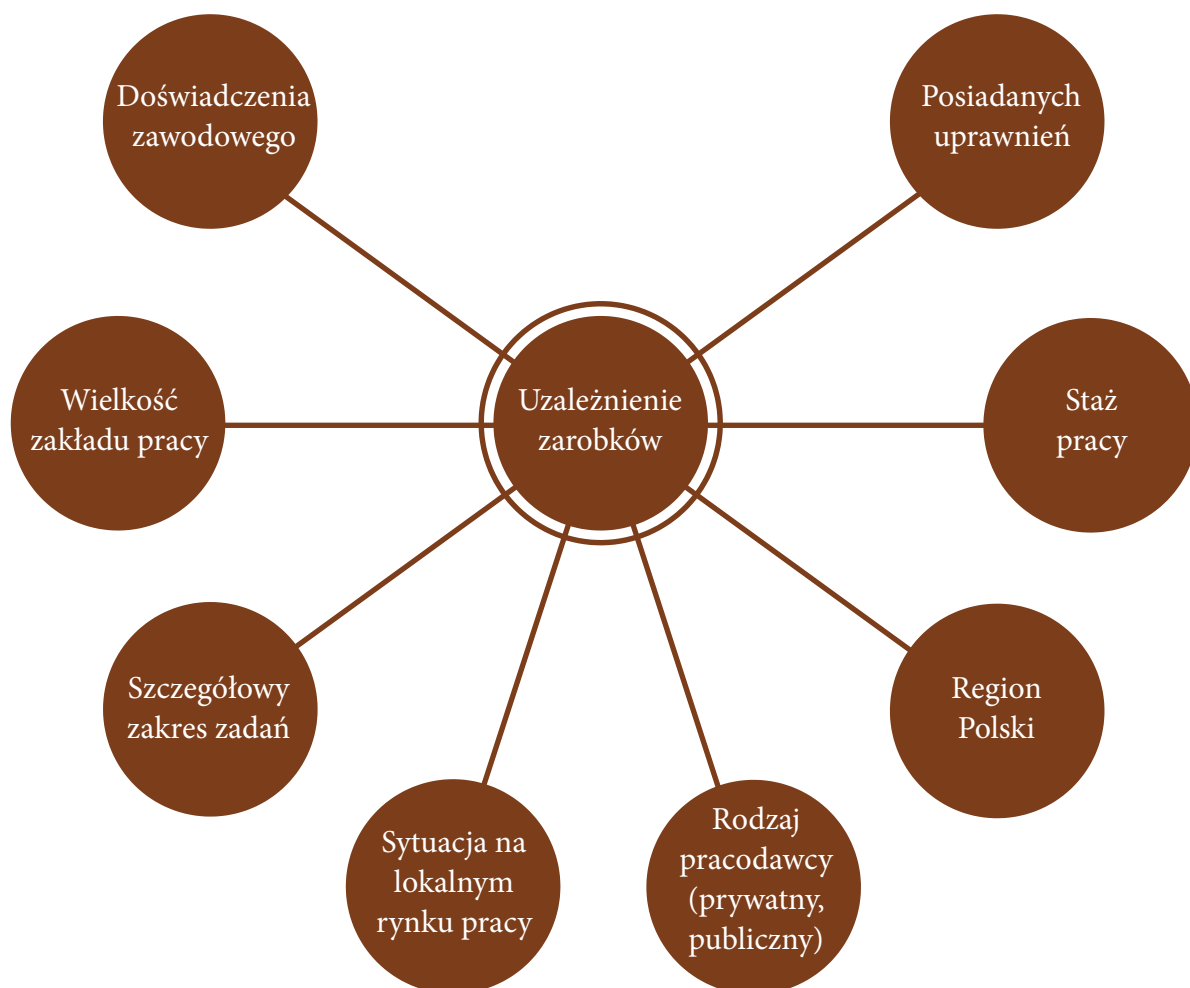 Doświadczenia
zawodowego
Posiadanych
uprawnień
Wielkość
zakładu pracy
Uzależnienie
zarobków
Staż
pracy
Szczegółowy
zakres zadań
Region
Polski
Sytuacja na
lokalnym
rynku pracy
Rodzaj
pracodawcy
(prywatny,
publiczny)